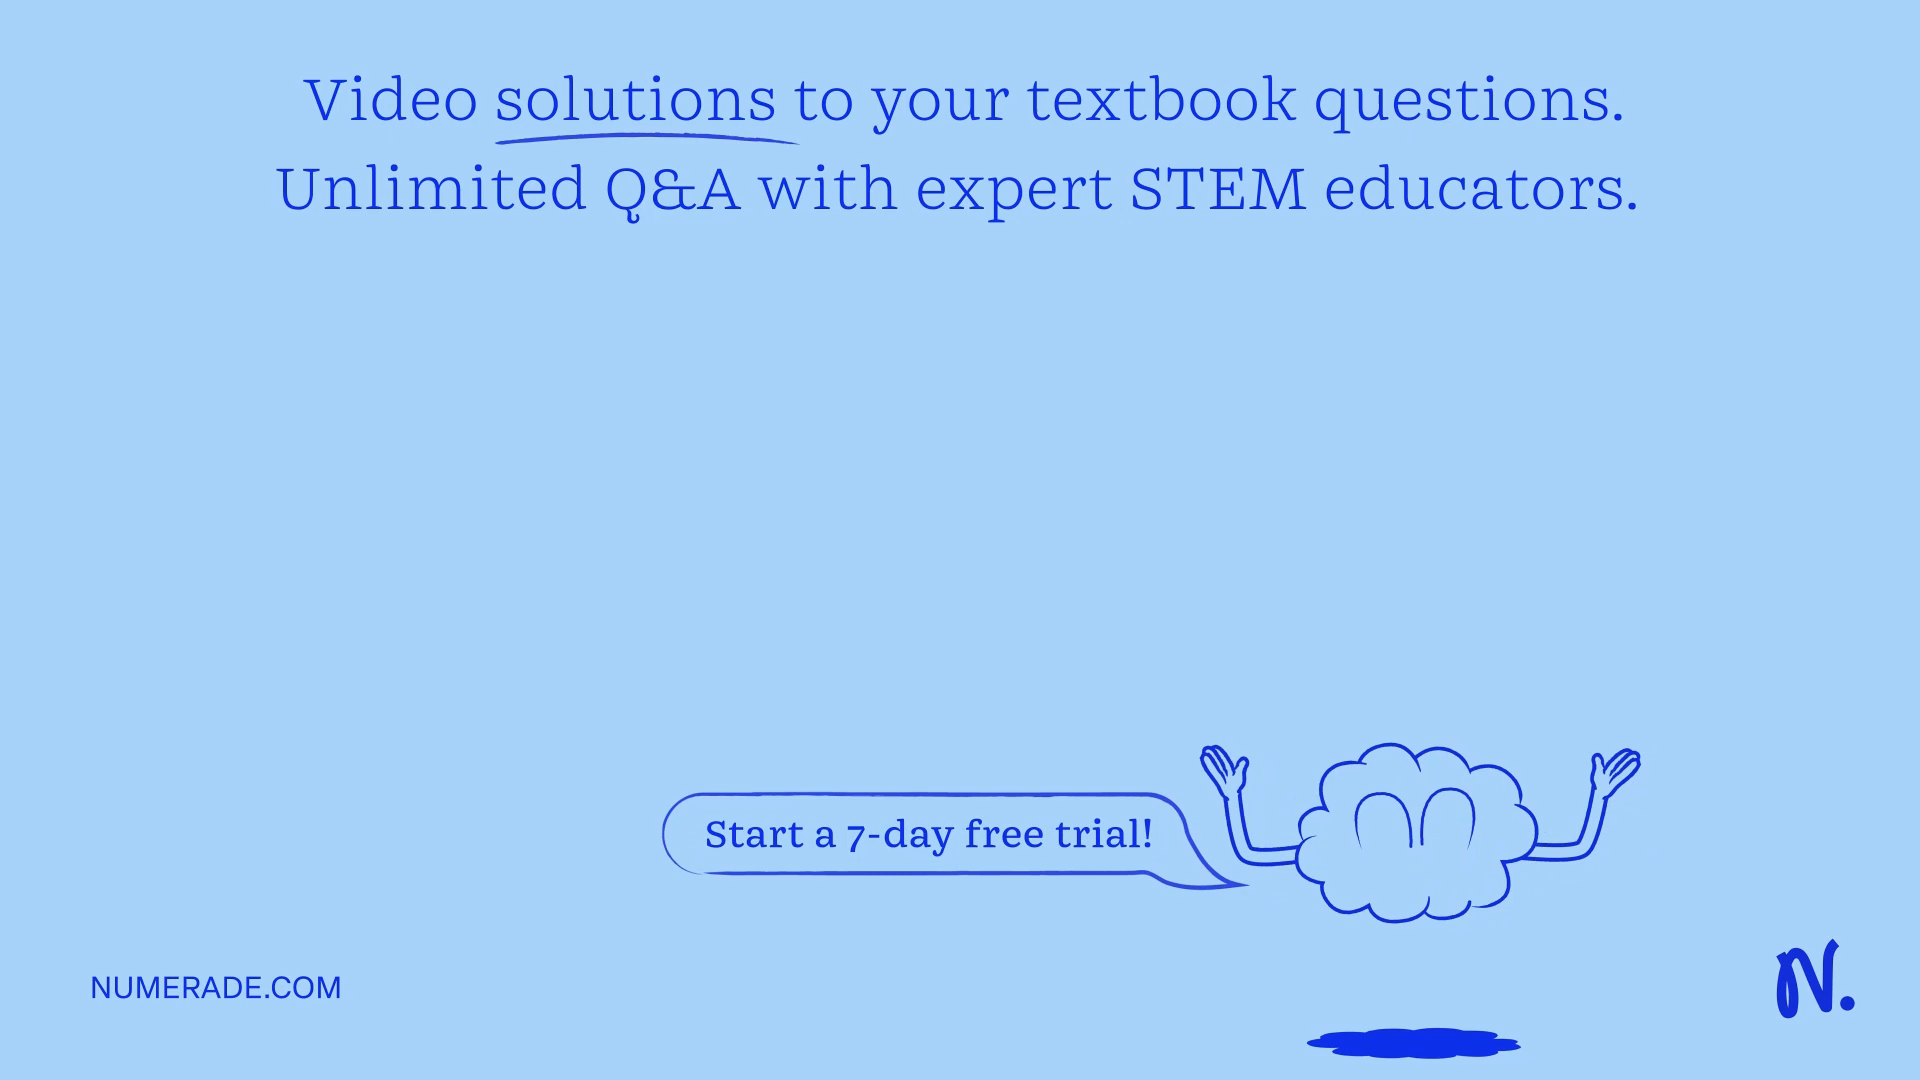 Video solutions to your textbook questions.
Unlimited Q&A with expert STEM educators.
Start a 7-day free trial!
NUMERADE.COM
N.